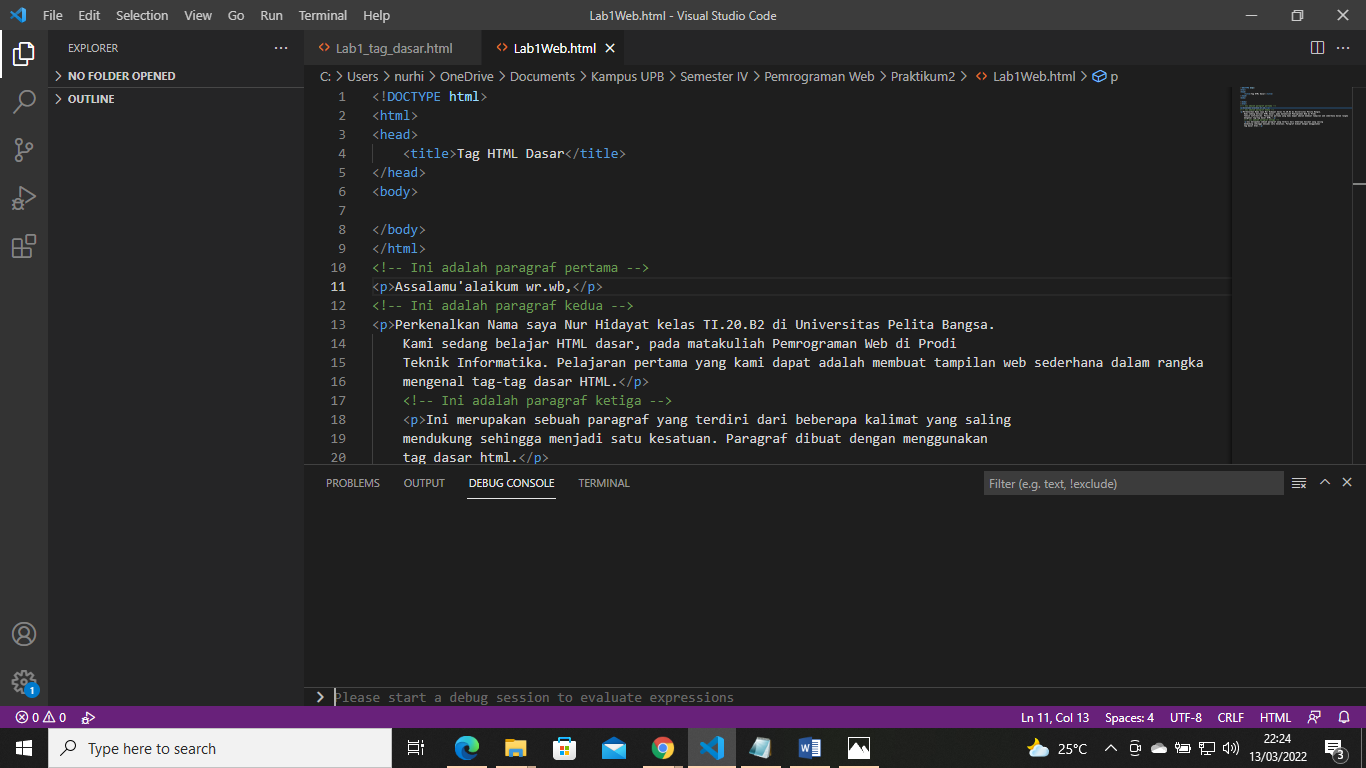 File Edit Selection View Go Run Terminal Help
Lab1Web.html - Visual Studio Code
EXPLORER
NO FOLDER OPENED
OUTLINE
Lab1_tag_dasar.html
Lab1Web.html
C: > Users > nurhi > OneDrive > Documents > Kampus UPB > Semester IV > Pemrograman Web > Praktikum2 > Lab1Web.html > p
1 <!DOCTYPE html>
2 <html>
3 <head>
4 <title>Tag HTML Dasar</title>
5 </head>
6 <body>
7
8 </body>
9 </html>
10 <!-- Ini adalah paragraf pertama -->
11 <p>Assalamu'alaikum wr.wb,</p>
12 <!-- Ini adalah paragraf kedua -->
13 <p>Perkenalkan Nama saya Nur Hidayat kelas TI.20.B2 di Universitas Pelita Bangsa.
14 Kami sedang belajar HTML dasar, pada matakuliah Pemrograman Web di Prodi
15 Teknik Informatika. Pelajaran pertama yang kami dapat adalah membuat tampilan web sederhana dalam rangka
16 mengenal tag-tag dasar HTML.</p>
17 <!-- Ini adalah paragraf ketiga -->
18 <p>Ini merupakan sebuah paragraf yang terdiri dari beberapa kalimat yang saling
19 mendukung sehingga menjadi satu kesatuan. Paragraf dibuat dengan menggunakan
20 tag dasar html.</p>
PROBLEMS OUTPUT DEBUG CONSOLE TERMINAL
Filter (e.g. text, !exclude)
Please start a debug session to evaluate expressions
1
0 0
Ln 11, Col 13 Spaces: 4 UTF-8 CRLF HTML
Type here to search
25°C
22:24
13/03/2022
3